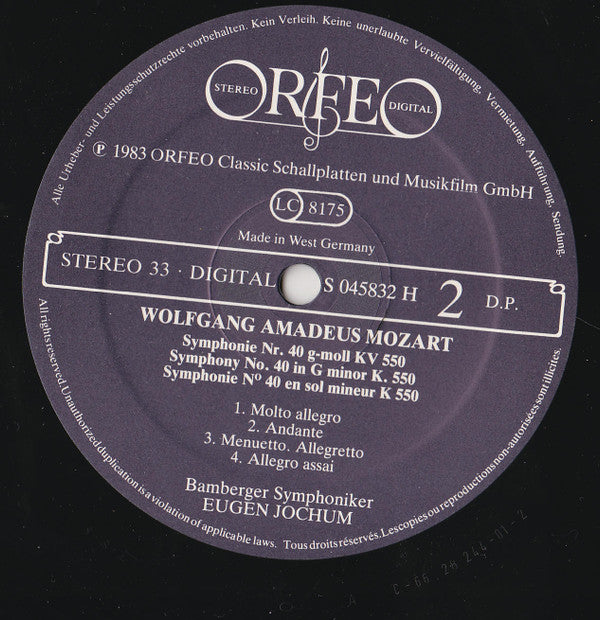 Alle Urheber- und Leistungsschutzrechte vorbehalten. Kein Verleih. Keine unerlaubte Vervielfältigung, Vermietung, Aufführung, Sendung.
STEREO
ORFEO
DIGITAL
Ⓟ 1983 ORFEO Classic Schallplatten und Musikfilm GmbH
LC 8175
Made in West Germany
STEREO 33 · DIGITAL S 045832 H 2 D.P.
WOLFGANG AMADEUS MOZART
Symphonie Nr. 40 g-moll KV 550
Symphony No. 40 in G minor K. 550
Symphonie Nº 40 en sol mineur K 550
1. Molto allegro
2. Andante
3. Menuetto. Allegretto
4. Allegro assai
Bamberger Symphoniker
EUGEN JOCHUM
All rights reserved. Unauthorized duplication is a violation of applicable laws. Tous droits réservés. Les copies ou reproductions non-autorisées sont illicites.